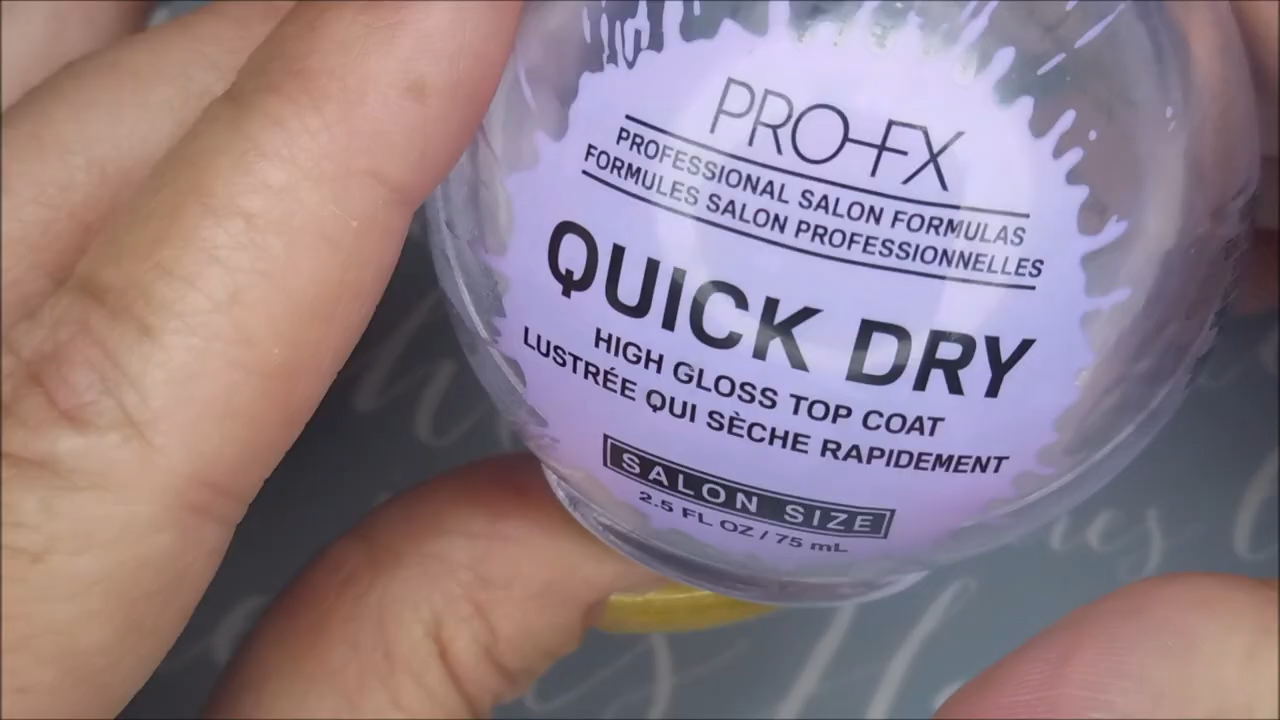 PRO-FX
PROFESSIONAL SALON FORMULAS
FORMULES SALON PROFESSIONNELLES
QUICK DRY
HIGH GLOSS TOP COAT
LUSTRÉE QUI SÈCHE RAPIDEMENT
SALON SIZE
2.5 FL OZ / 75 mL